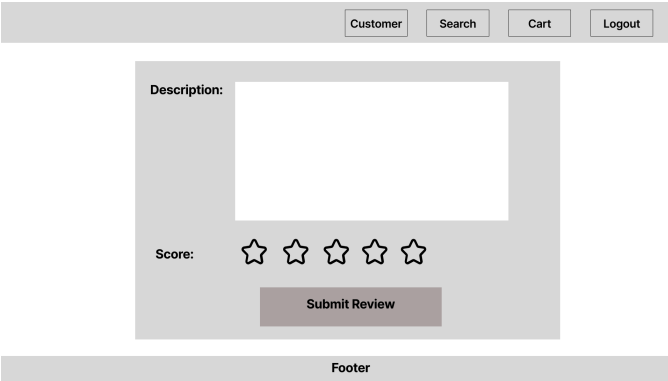 Customer Search Cart Logout
Description:
Score:
Submit Review
Footer